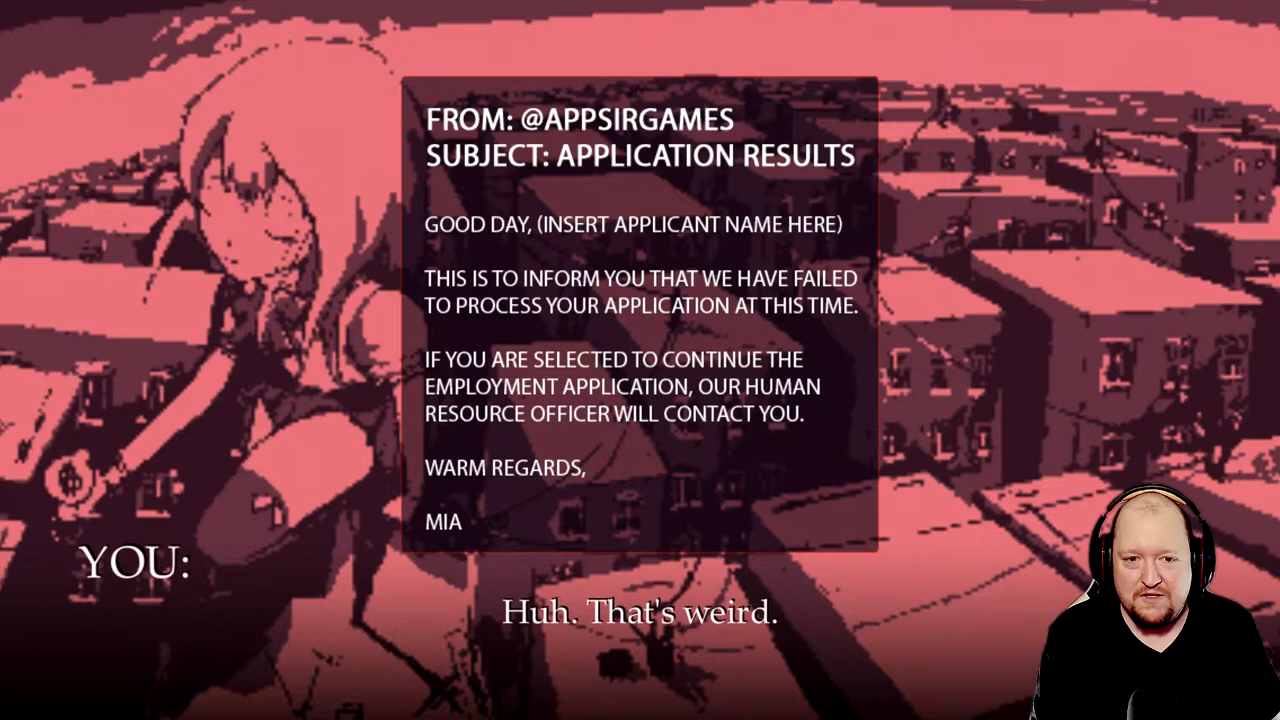 FROM: @APPSIRGAMES
SUBJECT: APPLICATION RESULTS
GOOD DAY, (INSERT APPLICANT NAME HERE)
THIS IS TO INFORM YOU THAT WE HAVE FAILED
TO PROCESS YOUR APPLICATION AT THIS TIME.
IF YOU ARE SELECTED TO CONTINUE THE
EMPLOYMENT APPLICATION, OUR HUMAN
RESOURCE OFFICER WILL CONTACT YOU.
WARM REGARDS,
MIA
YOU:
Huh. That's weird.